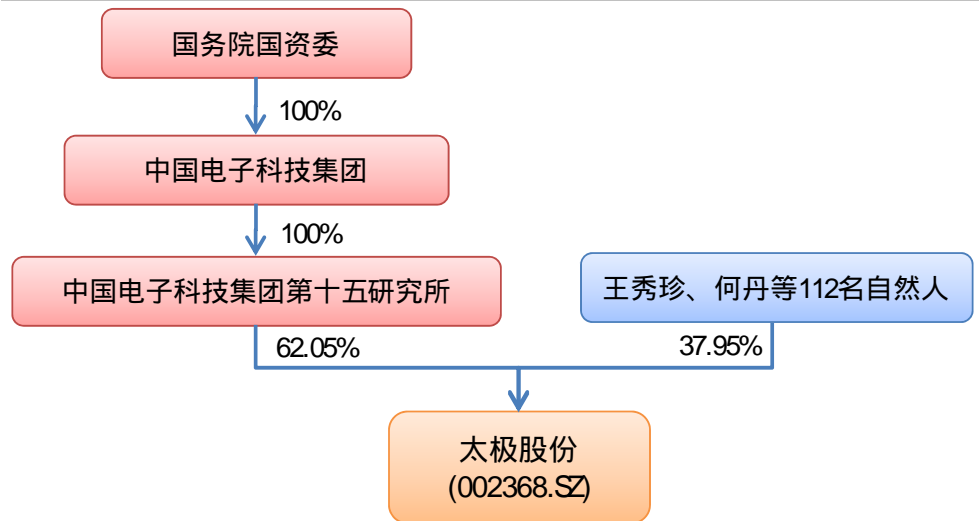 国务院国资委
100%
中国电子科技集团
100%
中国电子科技集团第十五研究所
王秀珍、何丹等112名自然人
62.05%
37.95%
太极股份
(002368.SZ)